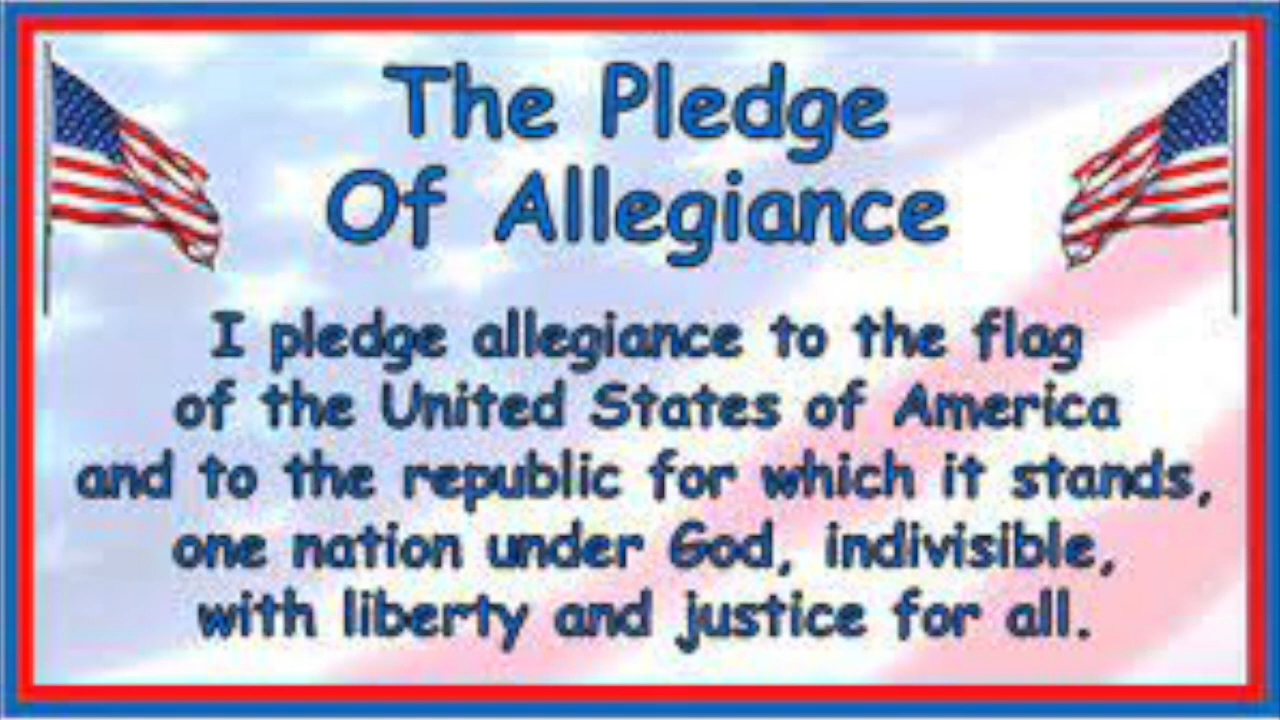 The Pledge
Of Allegiance
I pledge allegiance to the flag
of the United States of America
and to the republic for which it stands,
one nation under God, indivisible,
with liberty and justice for all.